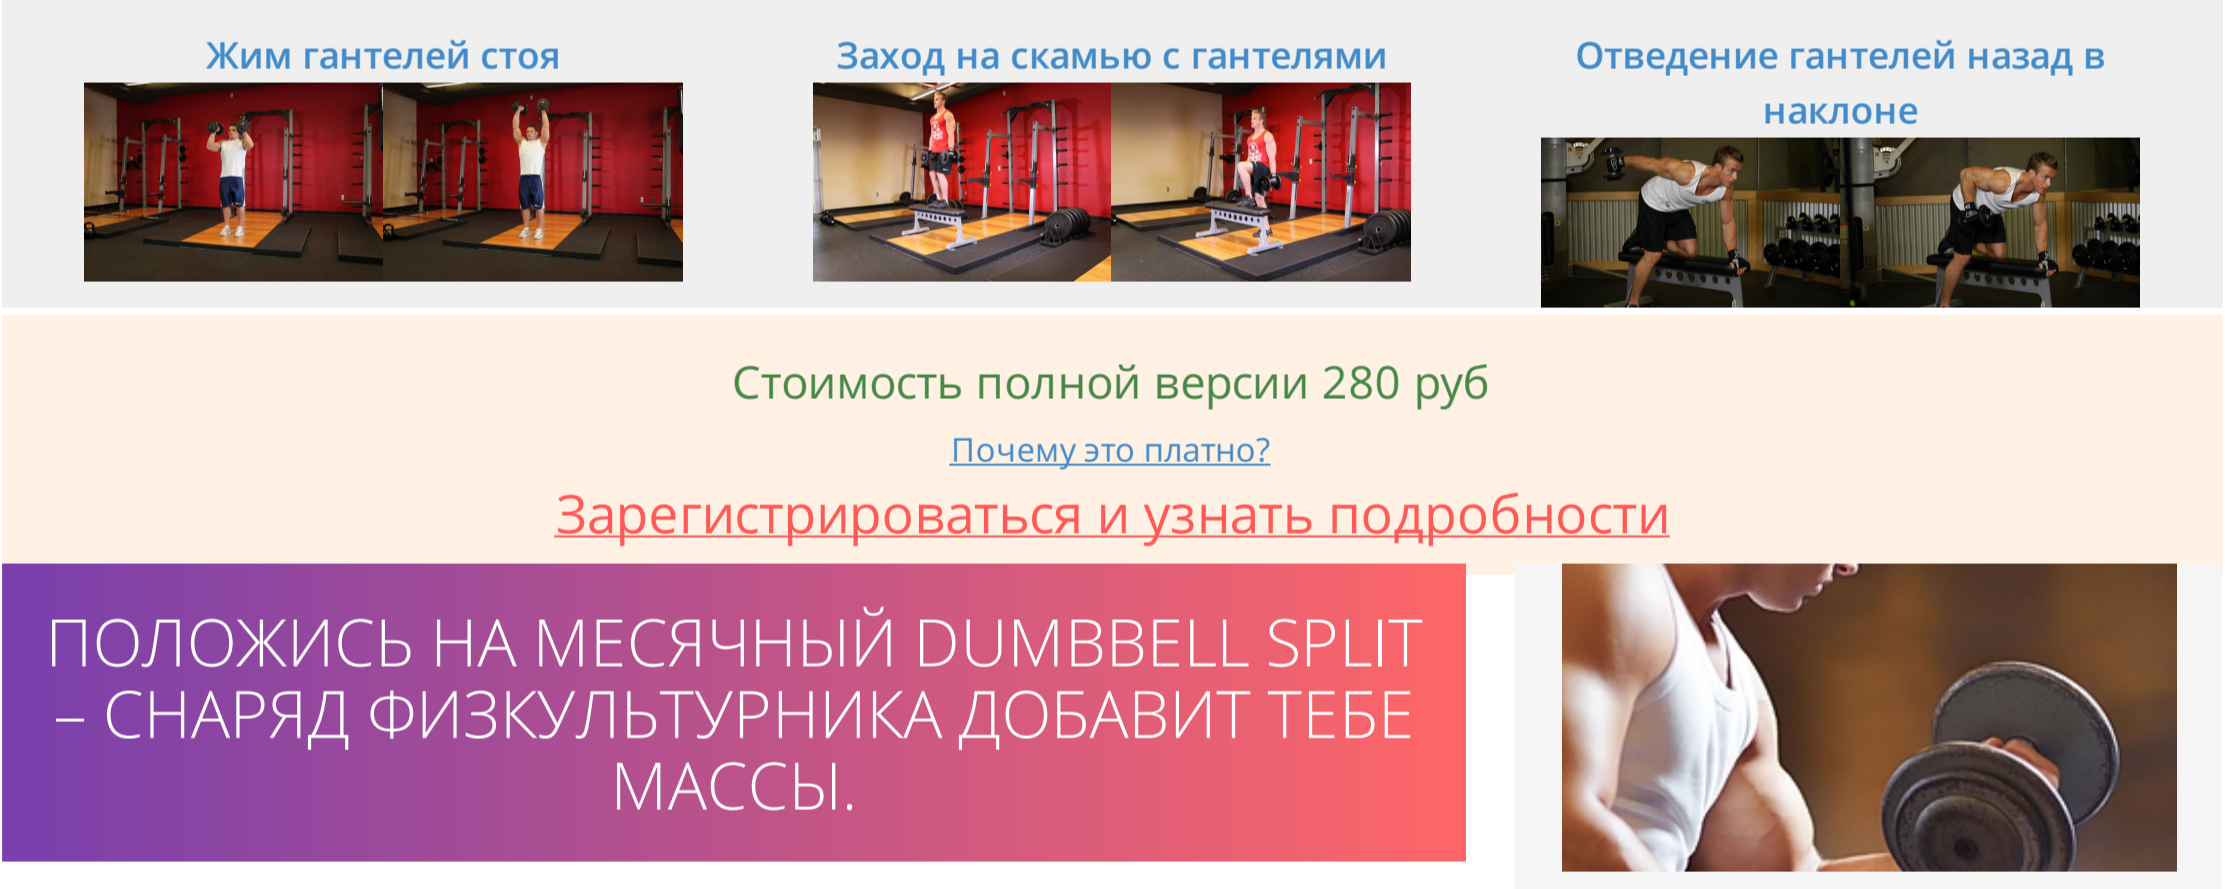 Жим гантелей стоя
Заход на скамью с гантелями
Отведение гантелей назад в
наклоне
Стоимость полной версии 280 руб
Почему это платно?
Зарегистрироваться и узнать подробности
ПОЛОЖИСЬ НА МЕСЯЧНЫЙ DUMBBELL SPLIT
– СНАРЯД ФИЗКУЛЬТУРНИКА ДОБАВИТ ТЕБЕ
МАССЫ.